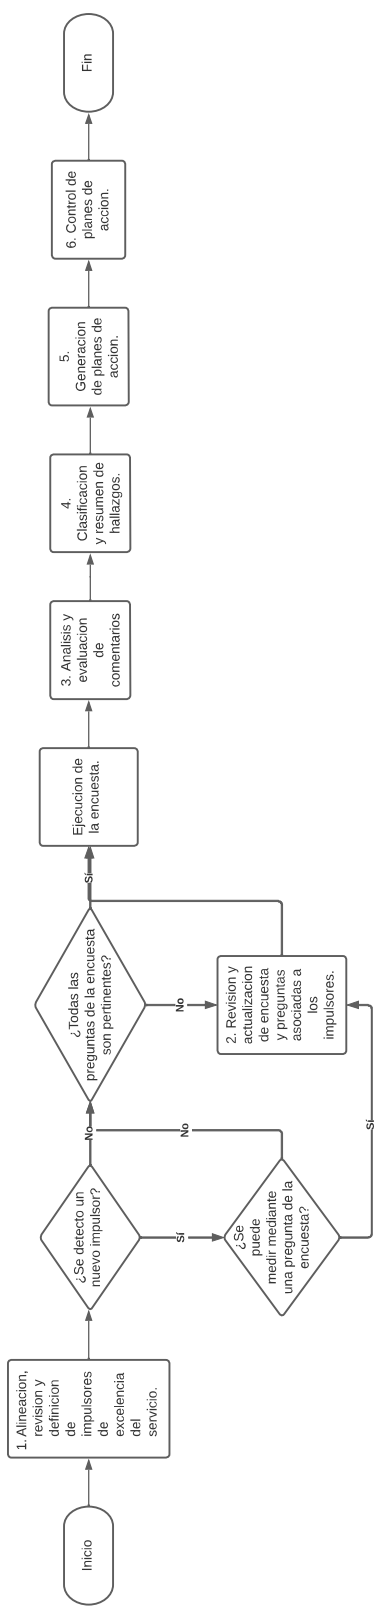 Inicio
1. Alineacion,
revision y
definicion
de
impulsores
de
excelencia
del
servicio.
¿Se detecto un
nuevo impulsor?
No
Sí
¿Se
puede
medir mediante
una pregunta de la
encuesta?
No
Sí
¿Todas las
preguntas de la encuesta
son pertinentes?
Sí
No
2. Revision y
actualizacion
de encuesta
y preguntas
asociadas a
los
impulsores.
Ejecucion de
la encuesta.
3. Analisis y
evaluacion
de
comentarios
4.
Clasificacion
y resumen de
hallazgos.
5.
Generacion
de planes de
accion.
6. Control de
planes de
accion.
Fin